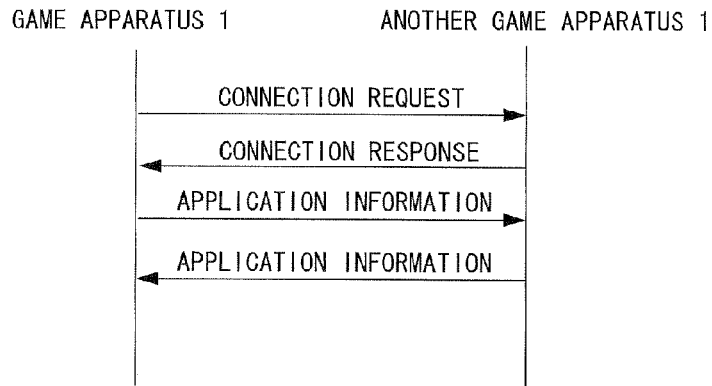 GAME APPARATUS 1
ANOTHER GAME APPARATUS 1
CONNECTION REQUEST
CONNECTION RESPONSE
APPLICATION INFORMATION
APPLICATION INFORMATION